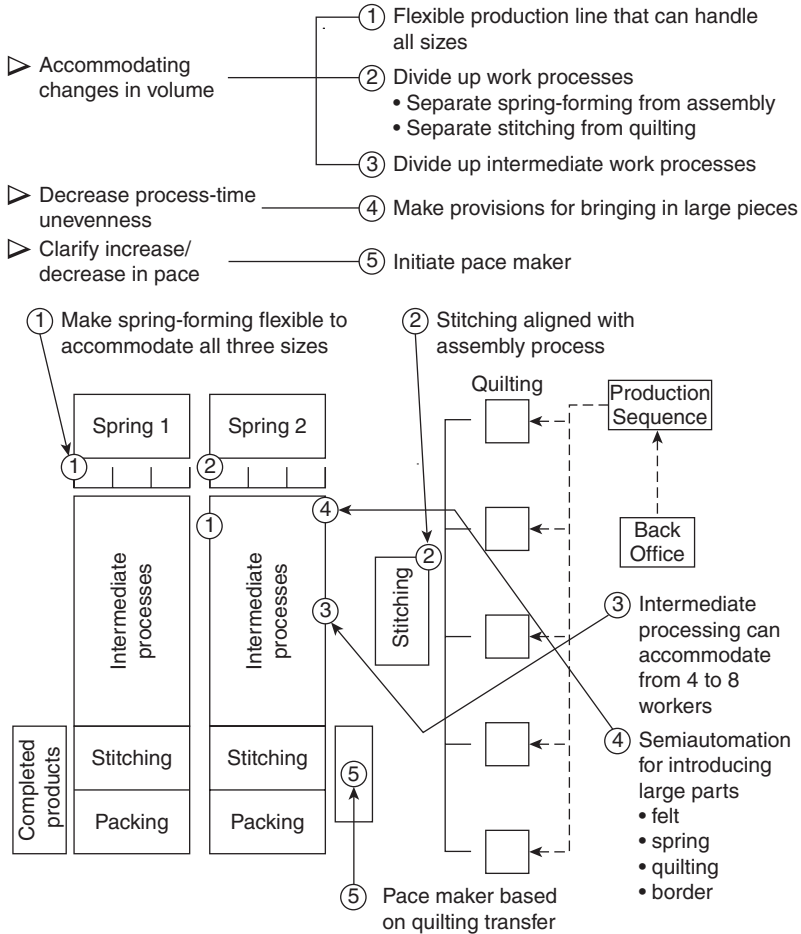 ① Flexible production line that can handle
all sizes
▷ Accommodating
changes in volume
② Divide up work processes
• Separate spring-forming from assembly
• Separate stitching from quilting
③ Divide up intermediate work processes
▷ Decrease process-time
unevenness
④ Make provisions for bringing in large pieces
▷ Clarify increase/
decrease in pace
⑤ Initiate pace maker
① Make spring-forming flexible to
accommodate all three sizes
② Stitching aligned with
assembly process
Quilting
Production
Sequence
Back
Office
Spring 1
Spring 2
①
②
①
④
③
Intermediate
processes
Intermediate
processes
②
Stitching
③ Intermediate
processing can
accommodate
from 4 to 8
workers
④ Semiautomation
for introducing
large parts
• felt
• spring
• quilting
• border
Completed
products
Stitching
Stitching
Packing
Packing
⑤
⑤ Pace maker based
on quilting transfer